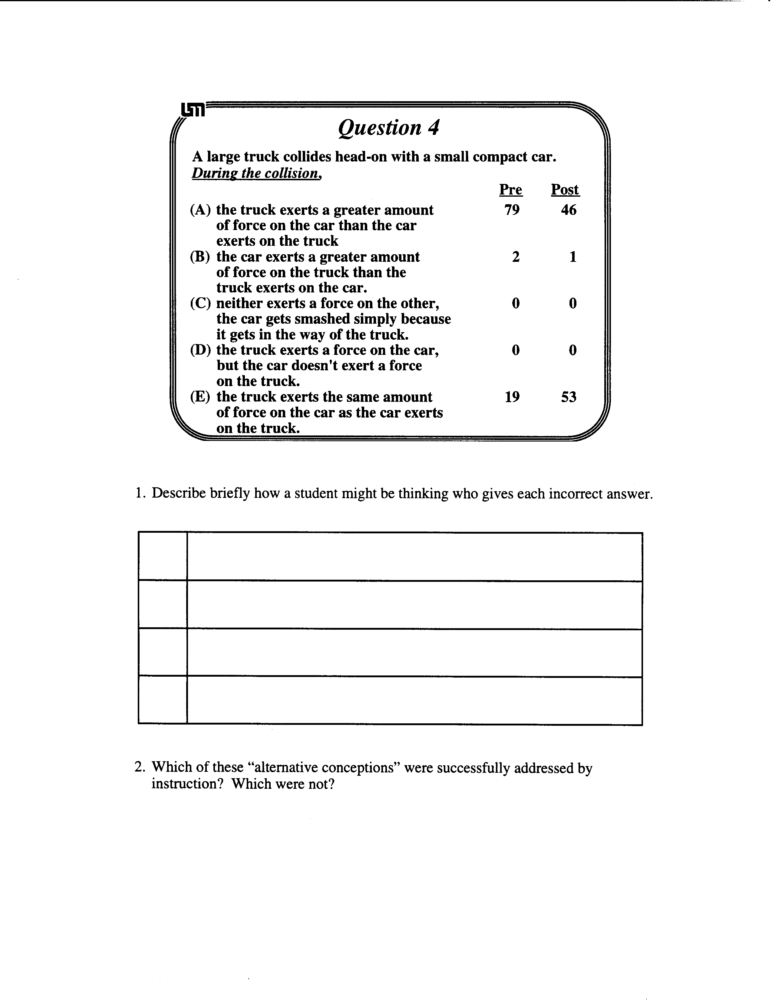 Question 4
A large truck collides head-on with a small compact car.
During the collision,
Pre Post
(A) the truck exerts a greater amount 79 46
of force on the car than the car
exerts on the truck
(B) the car exerts a greater amount 2 1
of force on the truck than the
truck exerts on the car.
(C) neither exerts a force on the other, 0 0
the car gets smashed simply because
it gets in the way of the truck.
(D) the truck exerts a force on the car, 0 0
but the car doesn't exert a force
on the truck.
(E) the truck exerts the same amount 19 53
of force on the car as the car exerts
on the truck.
1. Describe briefly how a student might be thinking who gives each incorrect answer.
2. Which of these “alternative conceptions” were successfully addressed by
instruction? Which were not?